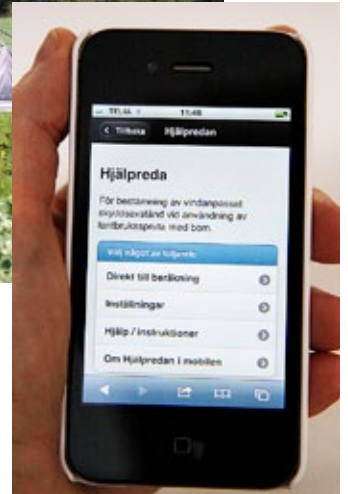 TELIA 11:46
Tillbaka Hjälpredan
Hjälpreda
För bestämning av vindanpassat
skyddsavstånd vid användning av
lantbruksspruta med bom.
Välj något av följande
Direkt till beräkning
Inställningar
Hjälp / instruktioner
Om Hjälpredan i mobilen